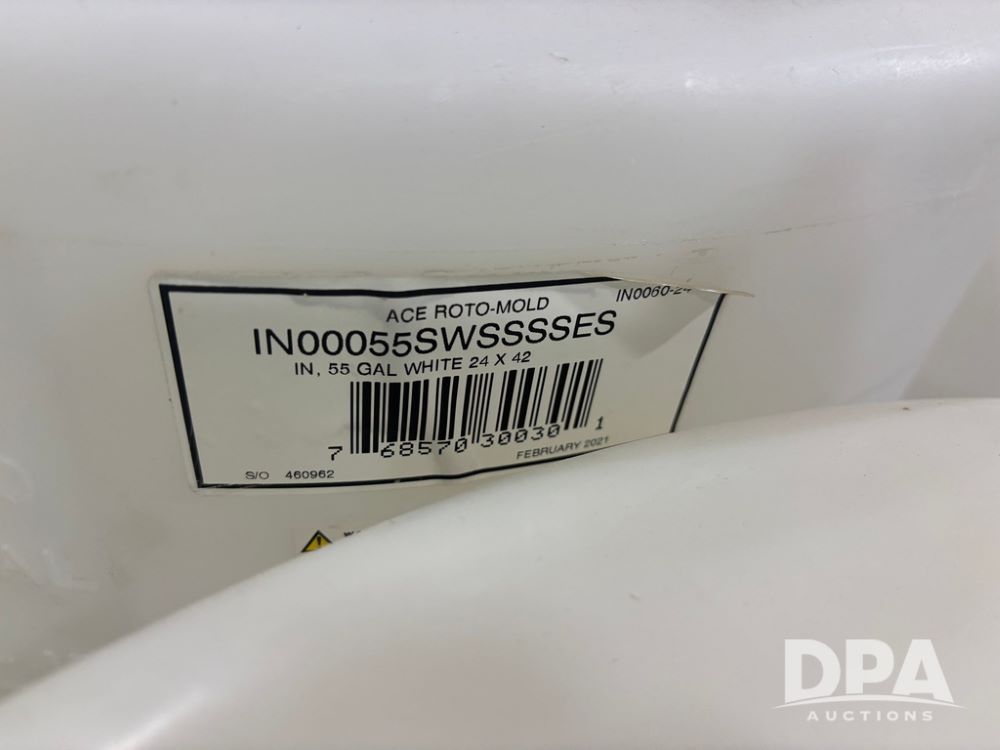 ACE ROTO-MOLD IN0060-24
IN00055SWSSSSES
IN, 55 GAL WHITE 24 X 42
7 68570 30030 1
S/O 460962 FEBRUARY 2021
DPA
AUCTIONS